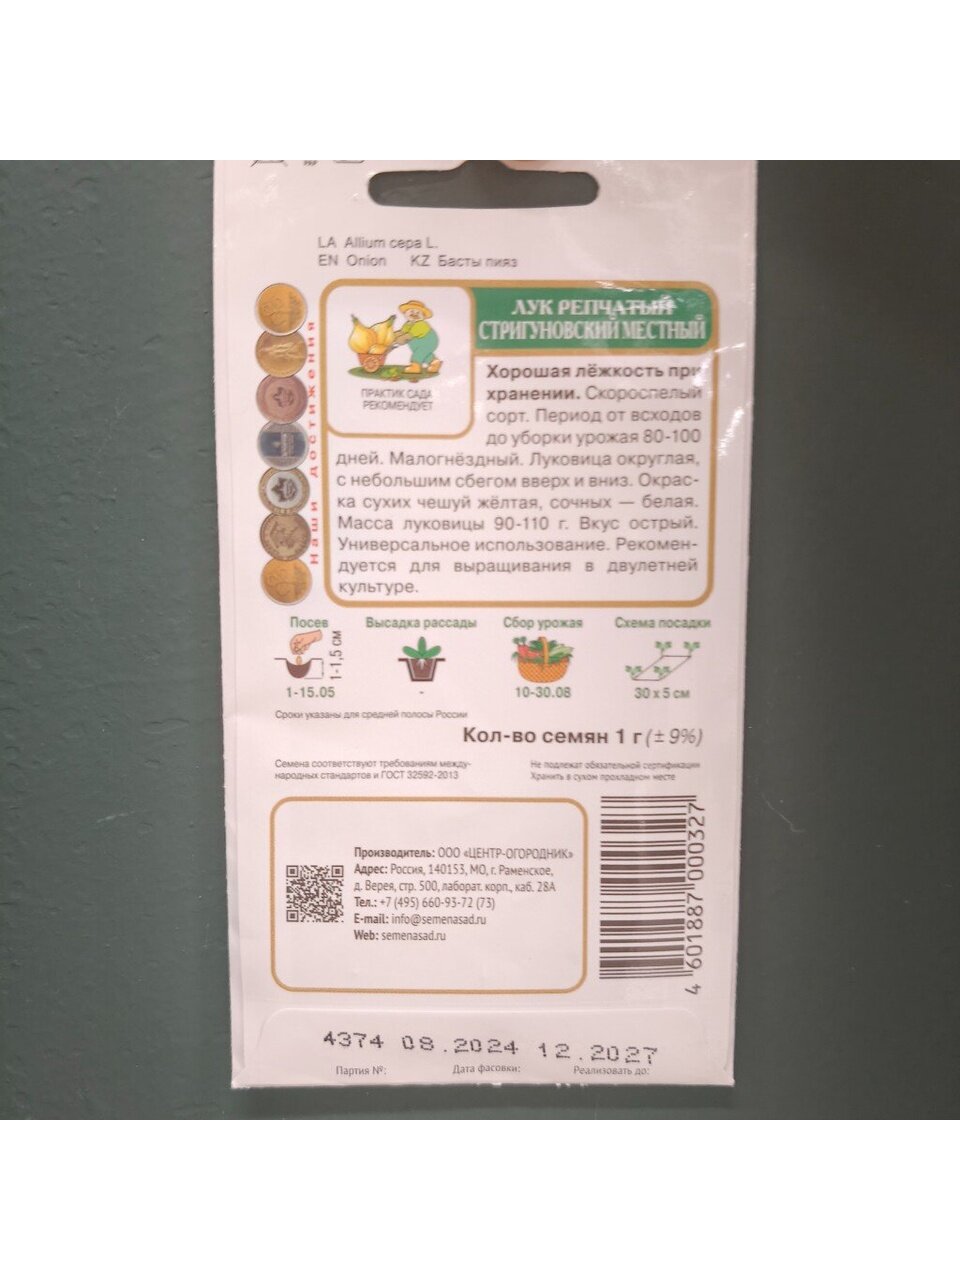 LA Allium cepa L.
EN Onion KZ Басты пияз
Наши достижения
ЛУК РЕПЧАТЫЙ
СТРИГУНОВСКИЙ МЕСТНЫЙ
ПРАКТИК САДА
РЕКОМЕНДУЕТ
Хорошая лёжкость при
хранении. Скороспелый
сорт. Период от всходов
до уборки урожая 80-100
дней. Малогнёздный. Луковица округлая,
с небольшим сбегом вверх и вниз. Окрас-
ка сухих чешуй жёлтая, сочных — белая.
Масса луковицы 90-110 г. Вкус острый.
Универсальное использование. Рекомен-
дуется для выращивания в двулетней
культуре.
Посев Высадка рассады Сбор урожая Схема посадки
1-1,5 см
1-15.05 - 10-30.08 30 x 5 см
Сроки указаны для средней полосы России
Кол-во семян 1 г (± 9%)
Семена соответствуют требованиям между-
народных стандартов и ГОСТ 32592-2013
Не подлежат обязательной сертификации
Хранить в сухом прохладном месте
Производитель: ООО «ЦЕНТР-ОГОРОДНИК»
Адрес: Россия, 140153, МО, г. Раменское,
д. Верея, стр. 500, лаборат. корп., каб. 28А
Тел.: +7 (495) 660-93-72 (73)
E-mail: info@semenasad.ru
Web: semenasad.ru
4 601887 000327
4374 08.2024 12.2027
Партия №: Дата фасовки: Реализовать до: